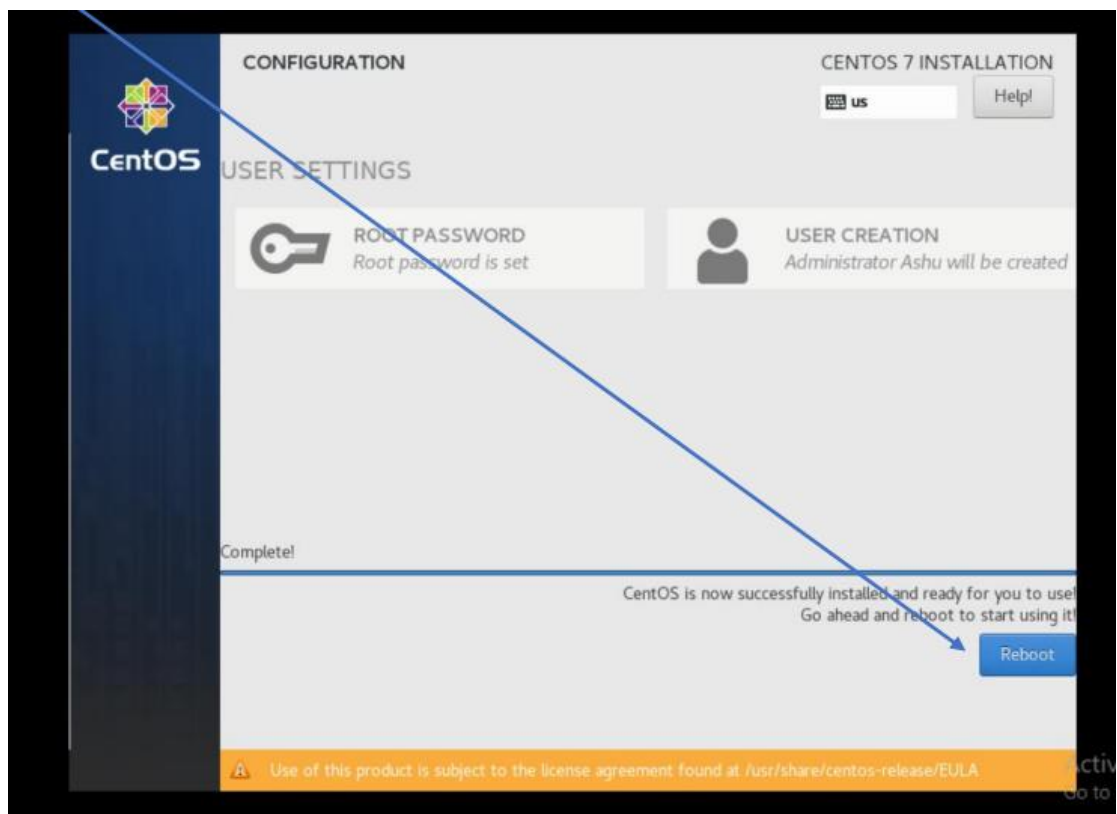 CONFIGURATION
CENTOS 7 INSTALLATION
us
Help!
CentOS
USER SETTINGS
ROOT PASSWORD
Root password is set
USER CREATION
Administrator Ashu will be created
Complete!
CentOS is now successfully installed and ready for you to use!
Go ahead and reboot to start using it!
Reboot
Use of this product is subject to the license agreement found at /usr/share/centos-release/EULA
Activ
Go to